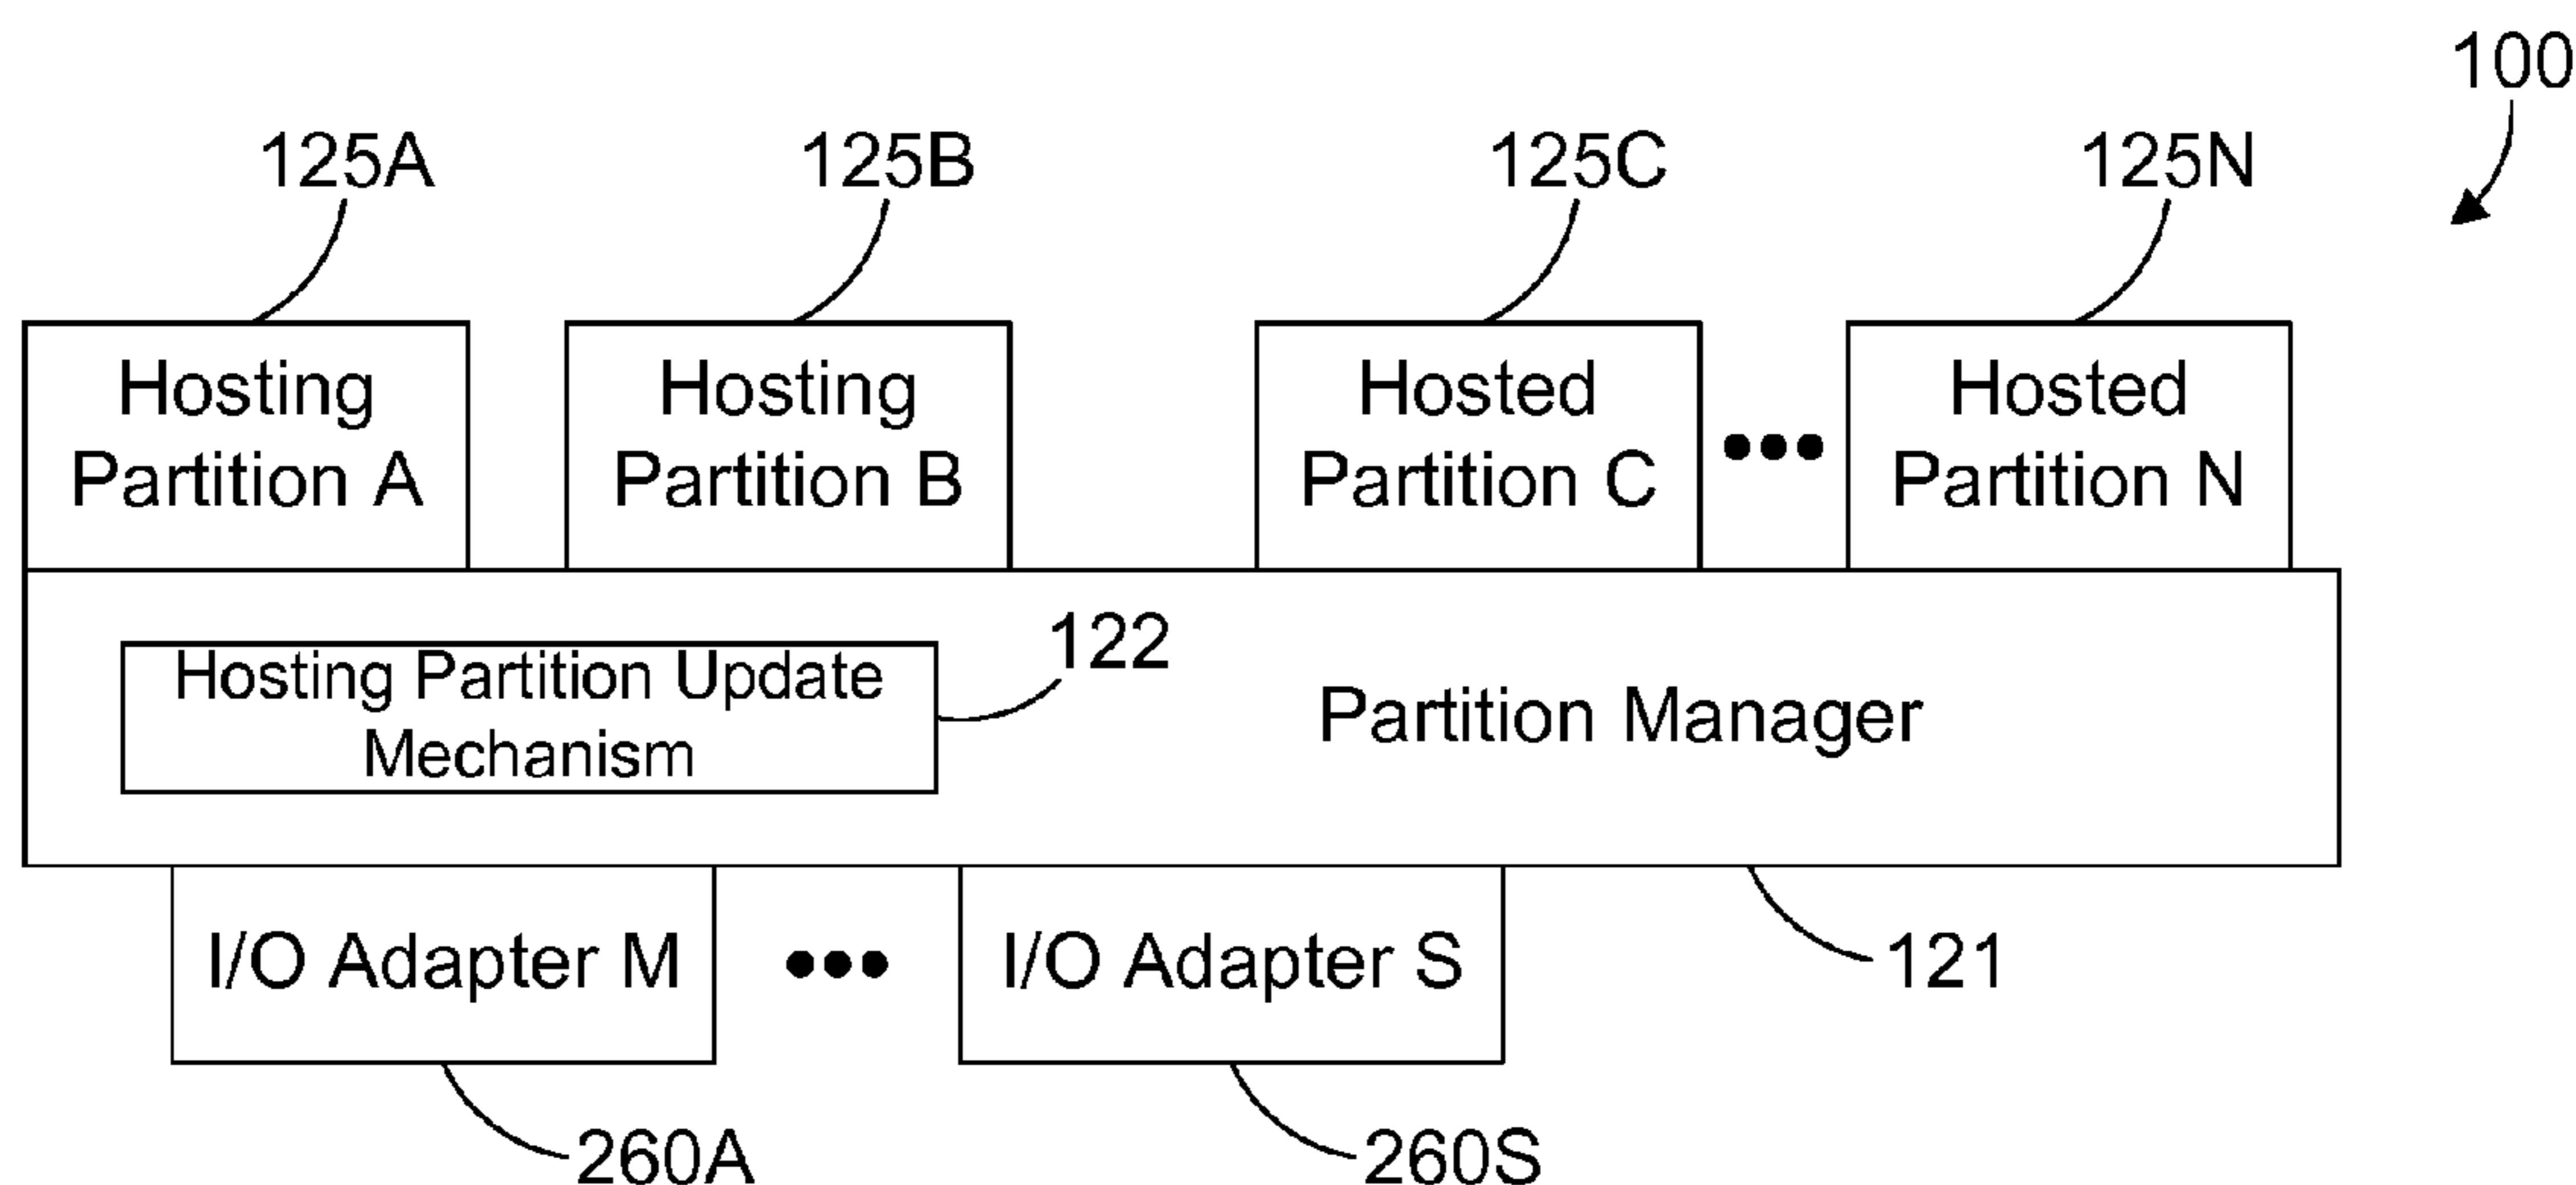 100
125A
125B
125C
125N
Hosting
Partition A
Hosting
Partition B
Hosted
Partition C
Hosted
Partition N
Hosting Partition Update
Mechanism
122
Partition Manager
I/O Adapter M
I/O Adapter S
121
260A
260S